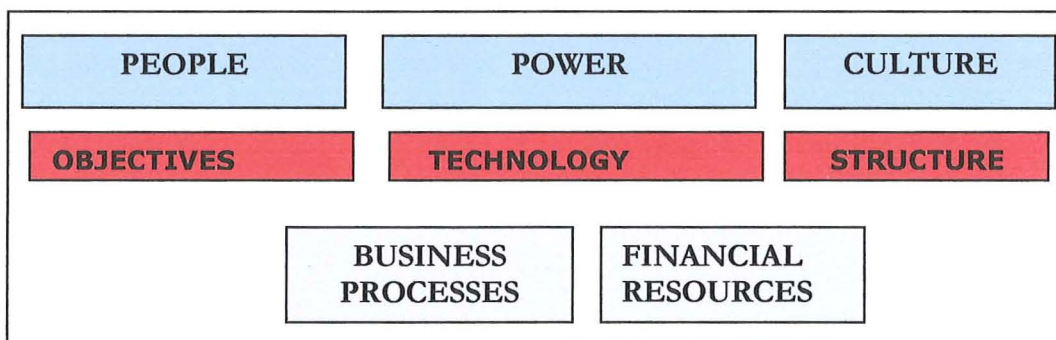 PEOPLE
POWER
CULTURE
OBJECTIVES
TECHNOLOGY
STRUCTURE
BUSINESS
PROCESSES
FINANCIAL
RESOURCES